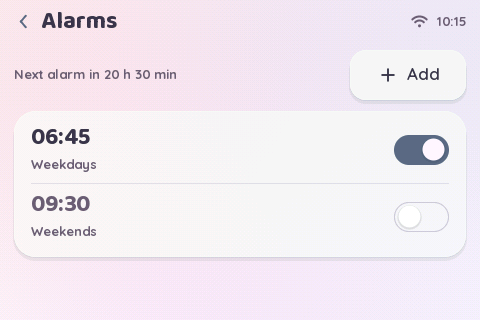 Alarms
10:15
Next alarm in 20 h 30 min
Add
06:45
Weekdays
09:30
Weekends